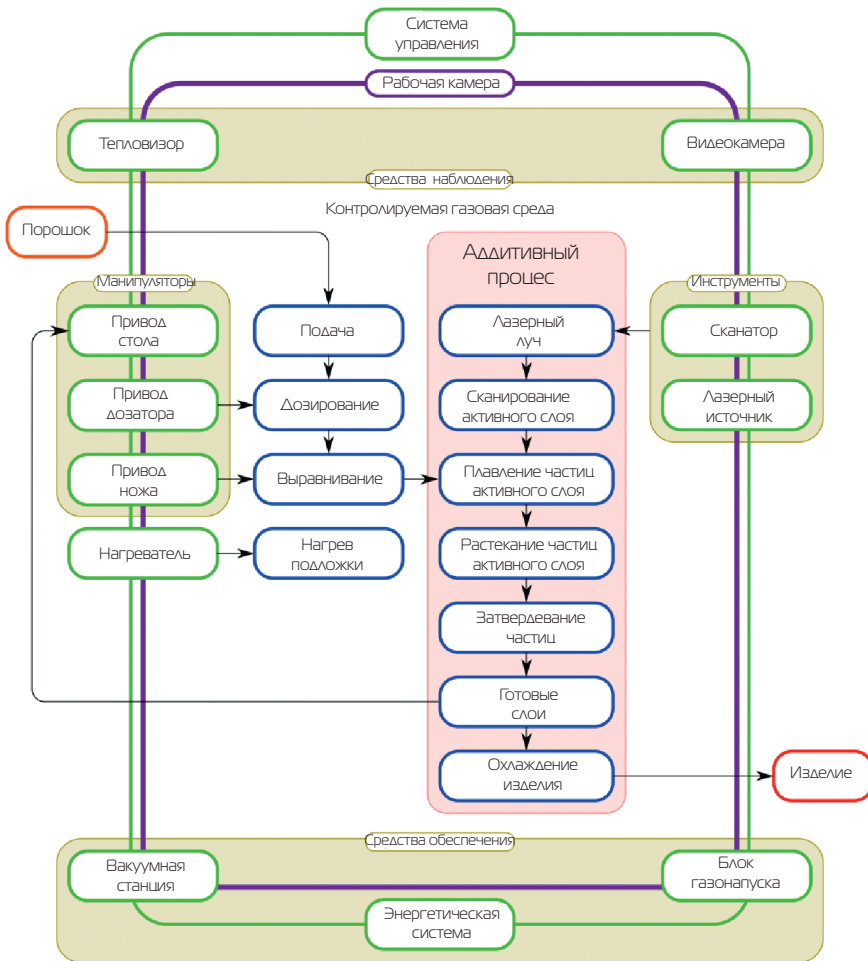 Система
управления
Рабочая камера
Тепловизор
Видеокамера
Средства наблюдения
Контролируемая газовая среда
Порошок
Аддитивный
процес
Манипуляторы
Инструменты
Привод
стола
Подача
Лазерный
луч
Сканатор
Привод
дозатора
Дозирование
Сканирование
активного слоя
Лазерный
источник
Привод
ножа
Выравнивание
Плавление частиц
активного слоя
Нагреватель
Нагрев
подложки
Растекание частиц
активного слоя
Затвердевание
частиц
Готовые
слои
Охлаждение
изделия
Изделие
Средства обеспечения
Вакуумная
станция
Блок
газонапуска
Энергетическая
система